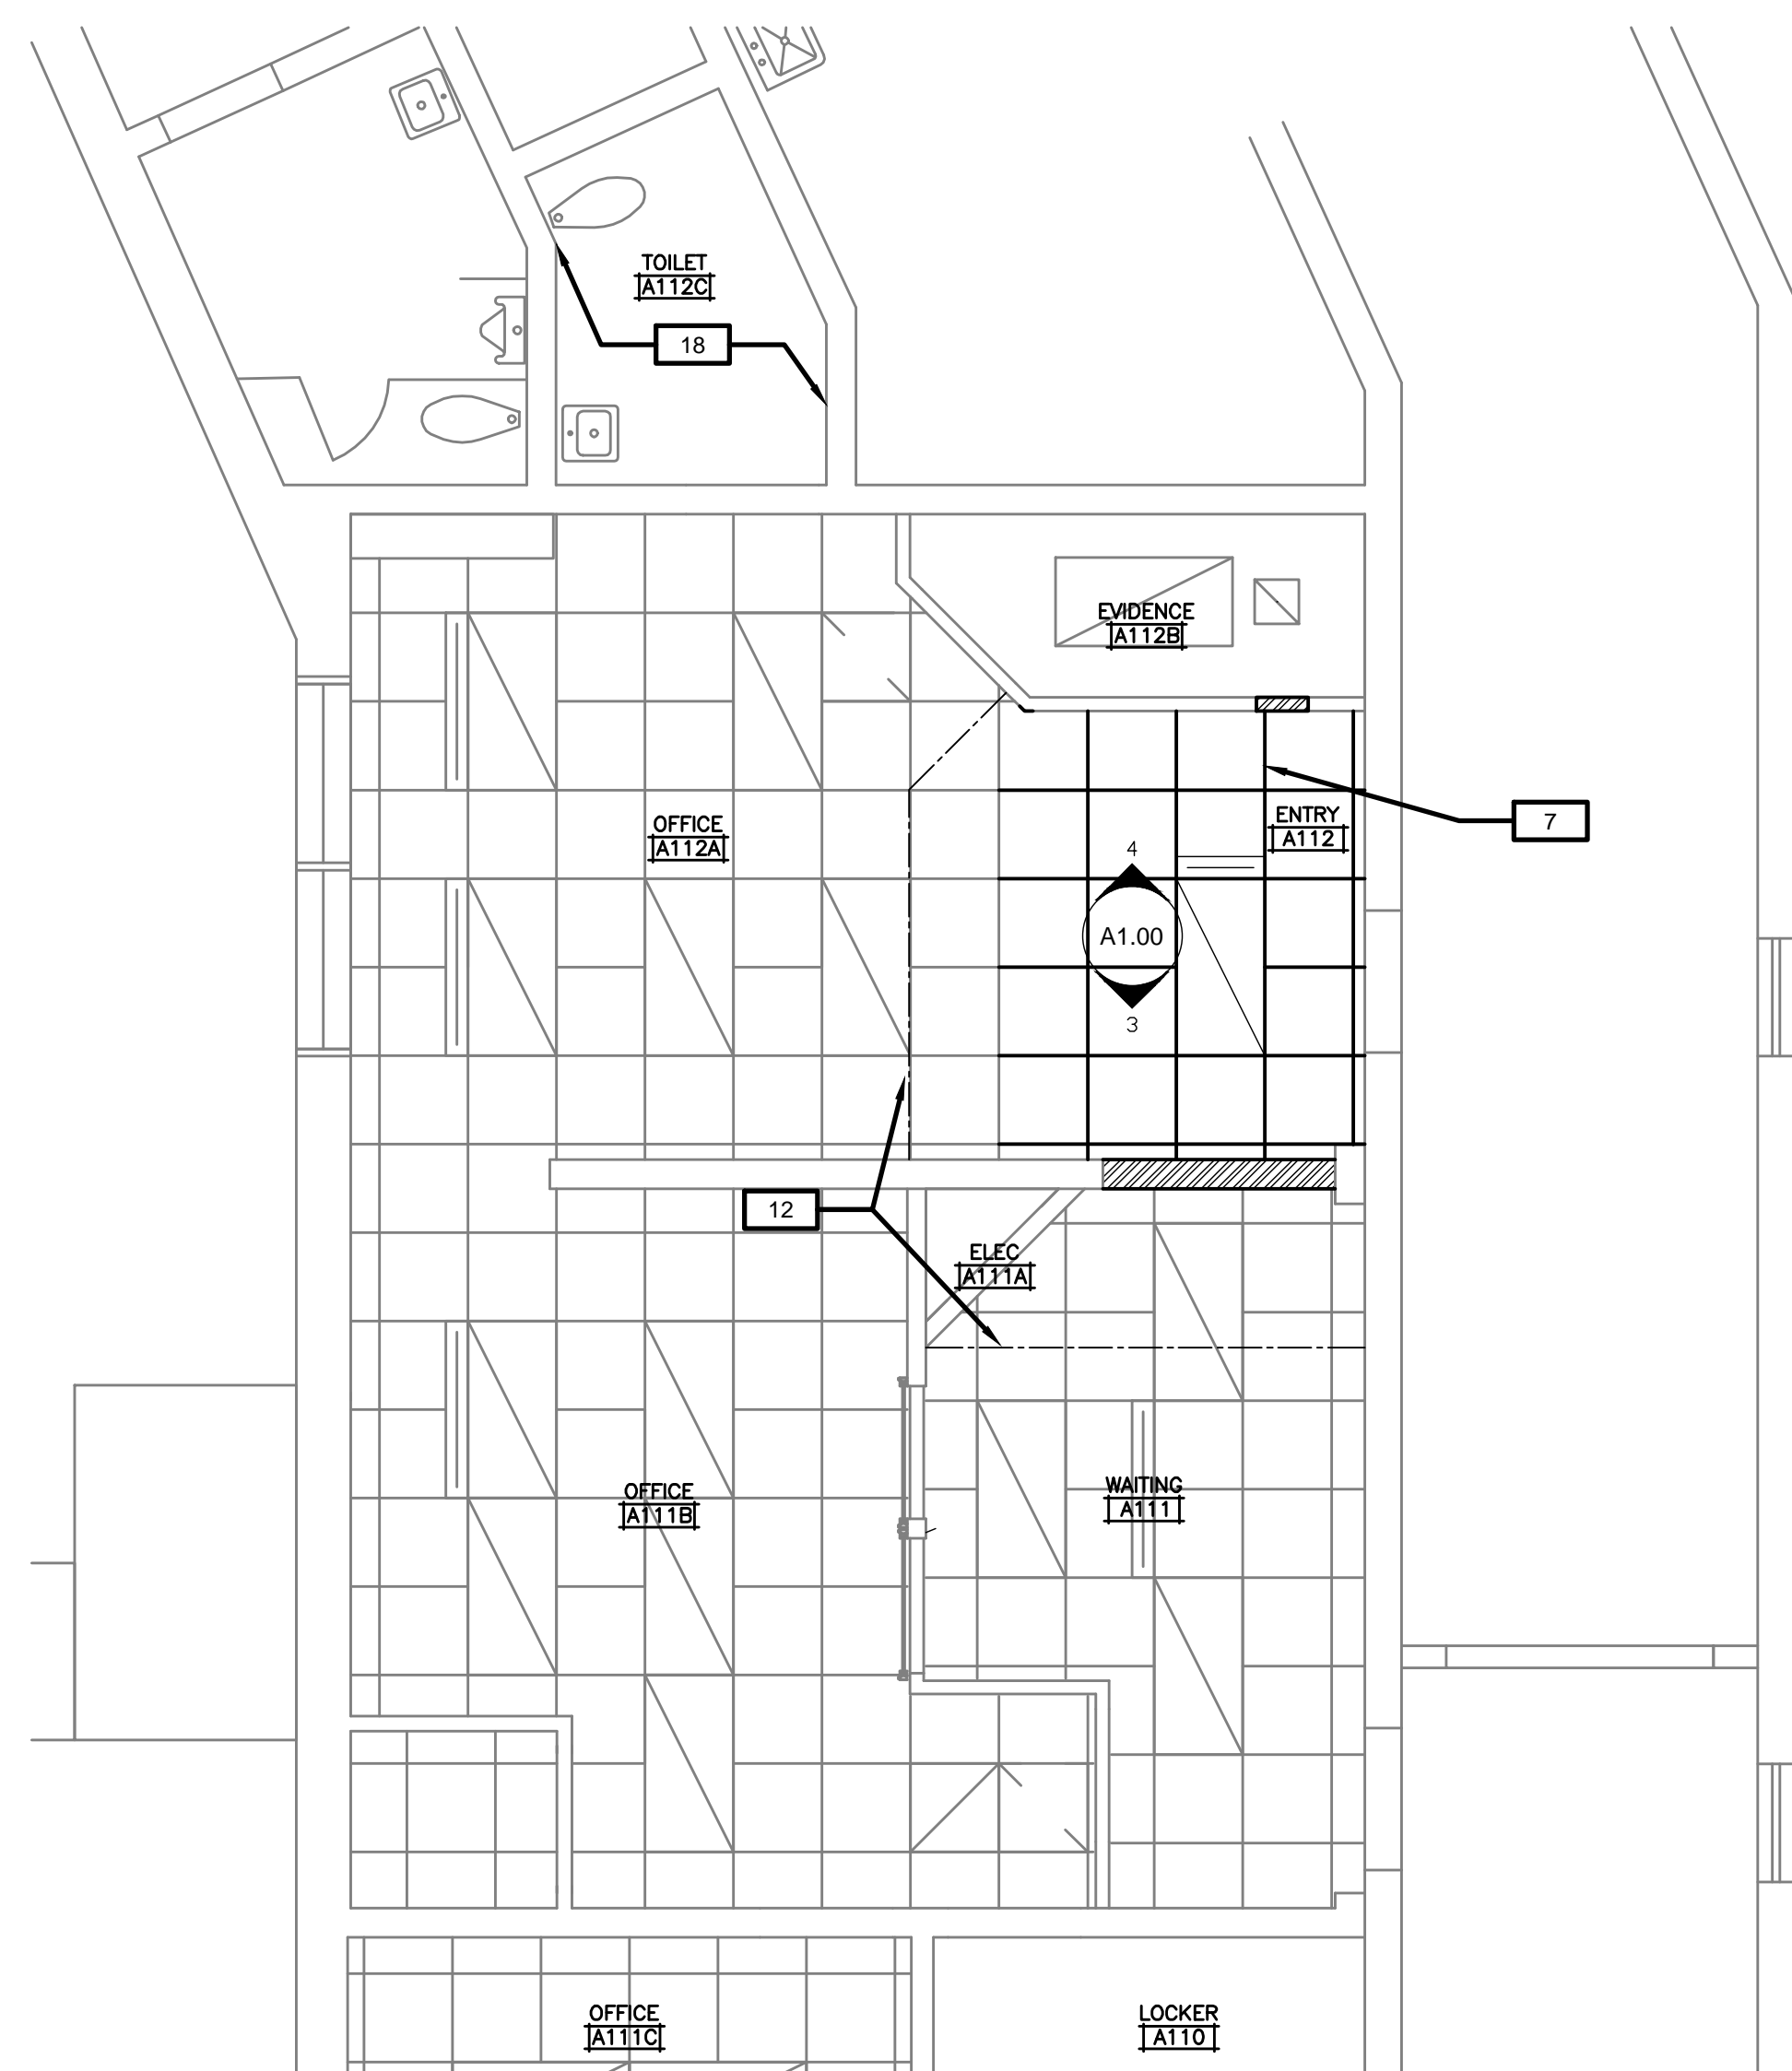 TOILET
A112C
18
EVIDENCE
A112B
OFFICE
A112A
ENTRY
A112
7
4
A1.00
3
12
ELEC
A111A
OFFICE
A111B
WAITING
A111
OFFICE
A111C
LOCKER
A110